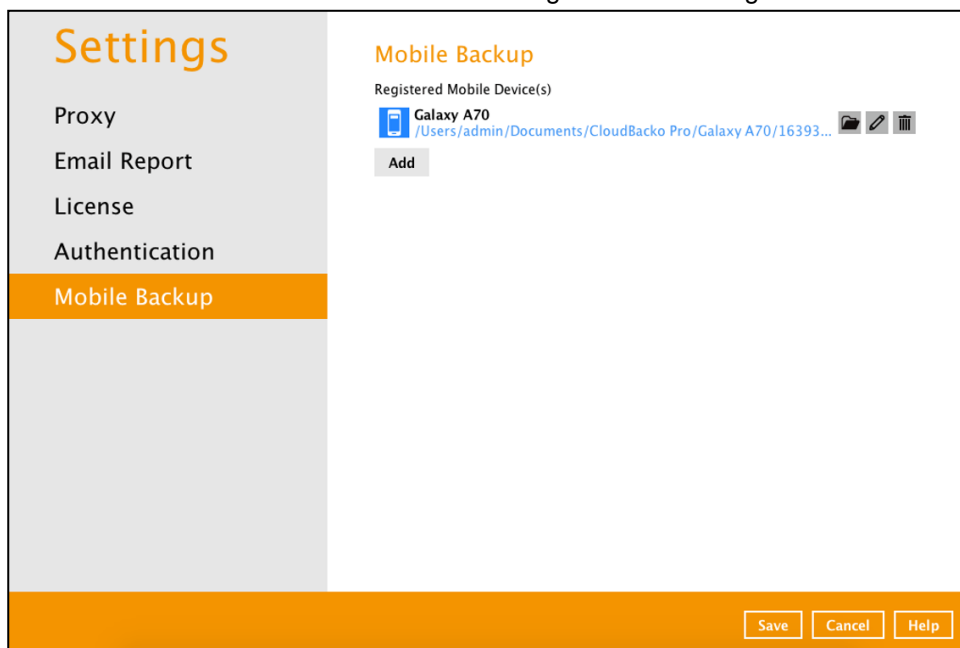 Settings
Proxy
Email Report
License
Authentication
Mobile Backup
Mobile Backup
Registered Mobile Device(s)
Galaxy A70
/Users/admin/Documents/CloudBacko Pro/Galaxy A70/16393...
Add
Save Cancel Help